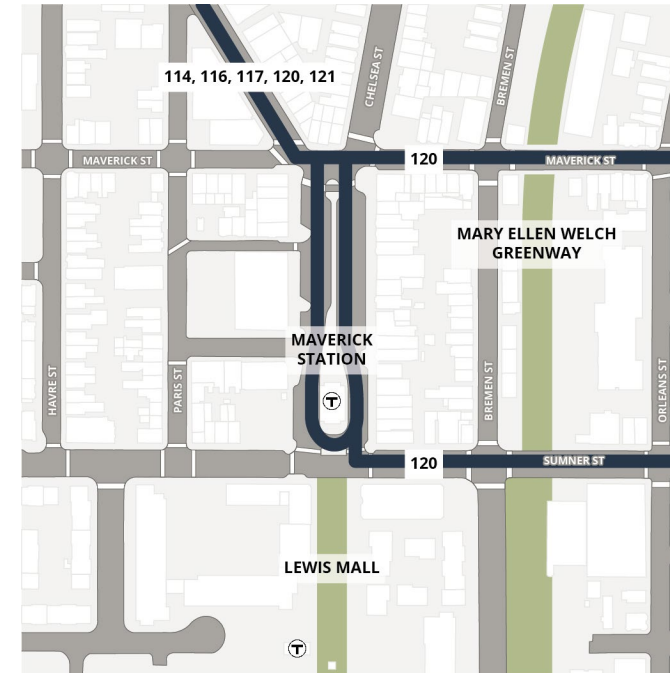 114, 116, 117, 120, 121
CHELSEA ST
BREMEN ST
MAVERICK ST
120
MAVERICK ST
MARY ELLEN WELCH
GREENWAY
MAVERICK
STATION
HAVRE ST
PARIS ST
BREMEN ST
ORLEANS ST
T
120
SUMNER ST
LEWIS MALL
T